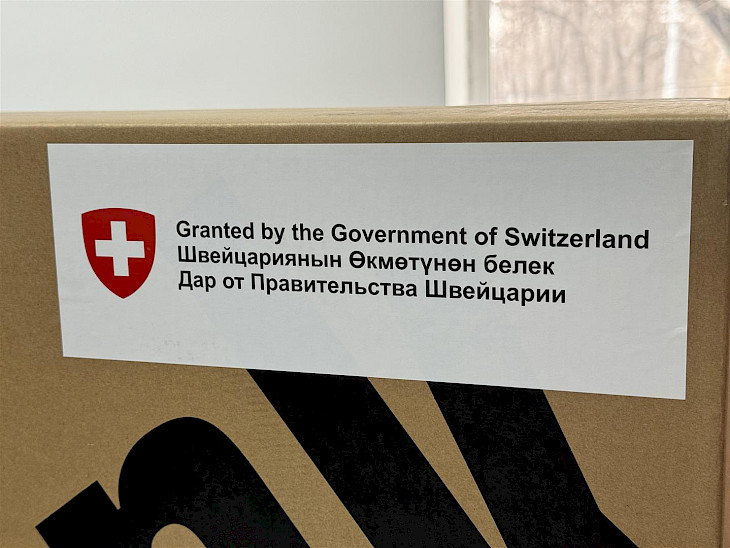 Granted by the Government of Switzerland
Швейцариянын Өкмөтүнөн белек
Дар от Правительства Швейцарии